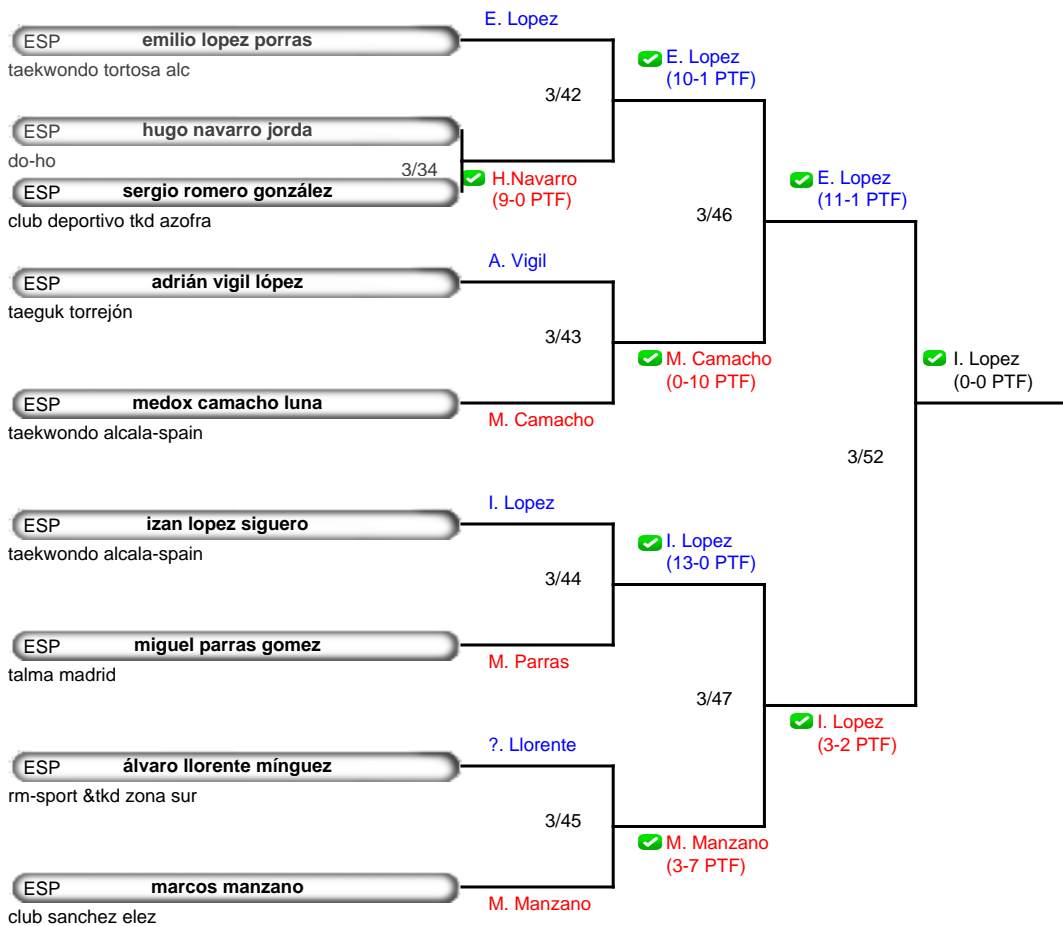 E. Lopez
ESP emilio lopez porras
taekwondo tortosa alc
E. Lopez
(10-1 PTF)
3/42
ESP hugo navarro jorda
do-ho
3/34
H.Navarro
(9-0 PTF)
ESP sergio romero gonzález
club deportivo tkd azofra
E. Lopez
(11-1 PTF)
3/46
A. Vigil
ESP adrián vigil lópez
taeguk torrejón
3/43
M. Camacho
(0-10 PTF)
I. Lopez
(0-0 PTF)
ESP medox camacho luna
taekwondo alcala-spain
M. Camacho
3/52
I. Lopez
ESP izan lopez siguero
taekwondo alcala-spain
I. Lopez
(13-0 PTF)
3/44
ESP miguel parras gomez
talma madrid
M. Parras
3/47
I. Lopez
(3-2 PTF)
?. Llorente
ESP álvaro llorente mínguez
rm-sport &tkd zona sur
3/45
M. Manzano
(3-7 PTF)
ESP marcos manzano
club sanchez elez
M. Manzano